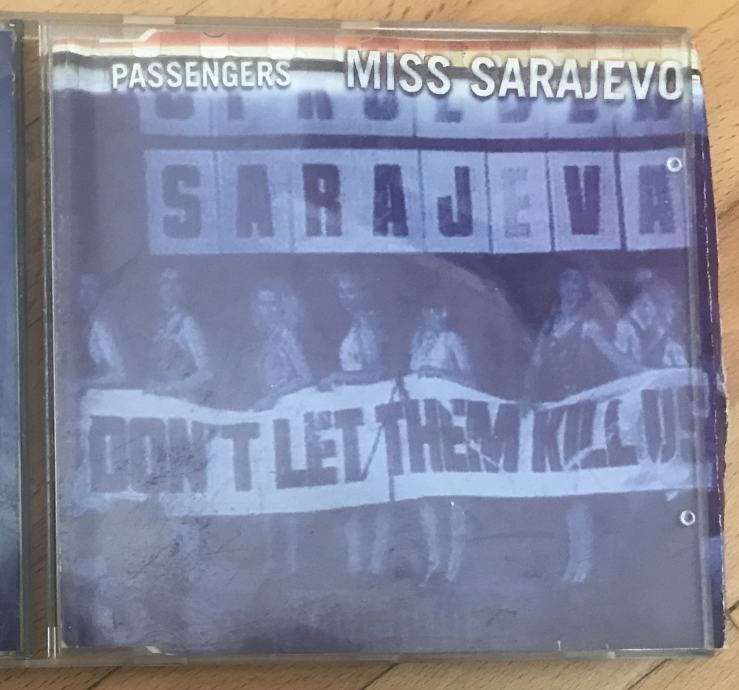 PASSENGERS MISS SARAJEVO
SARAJEVA
DON'T LET THEM KILL US